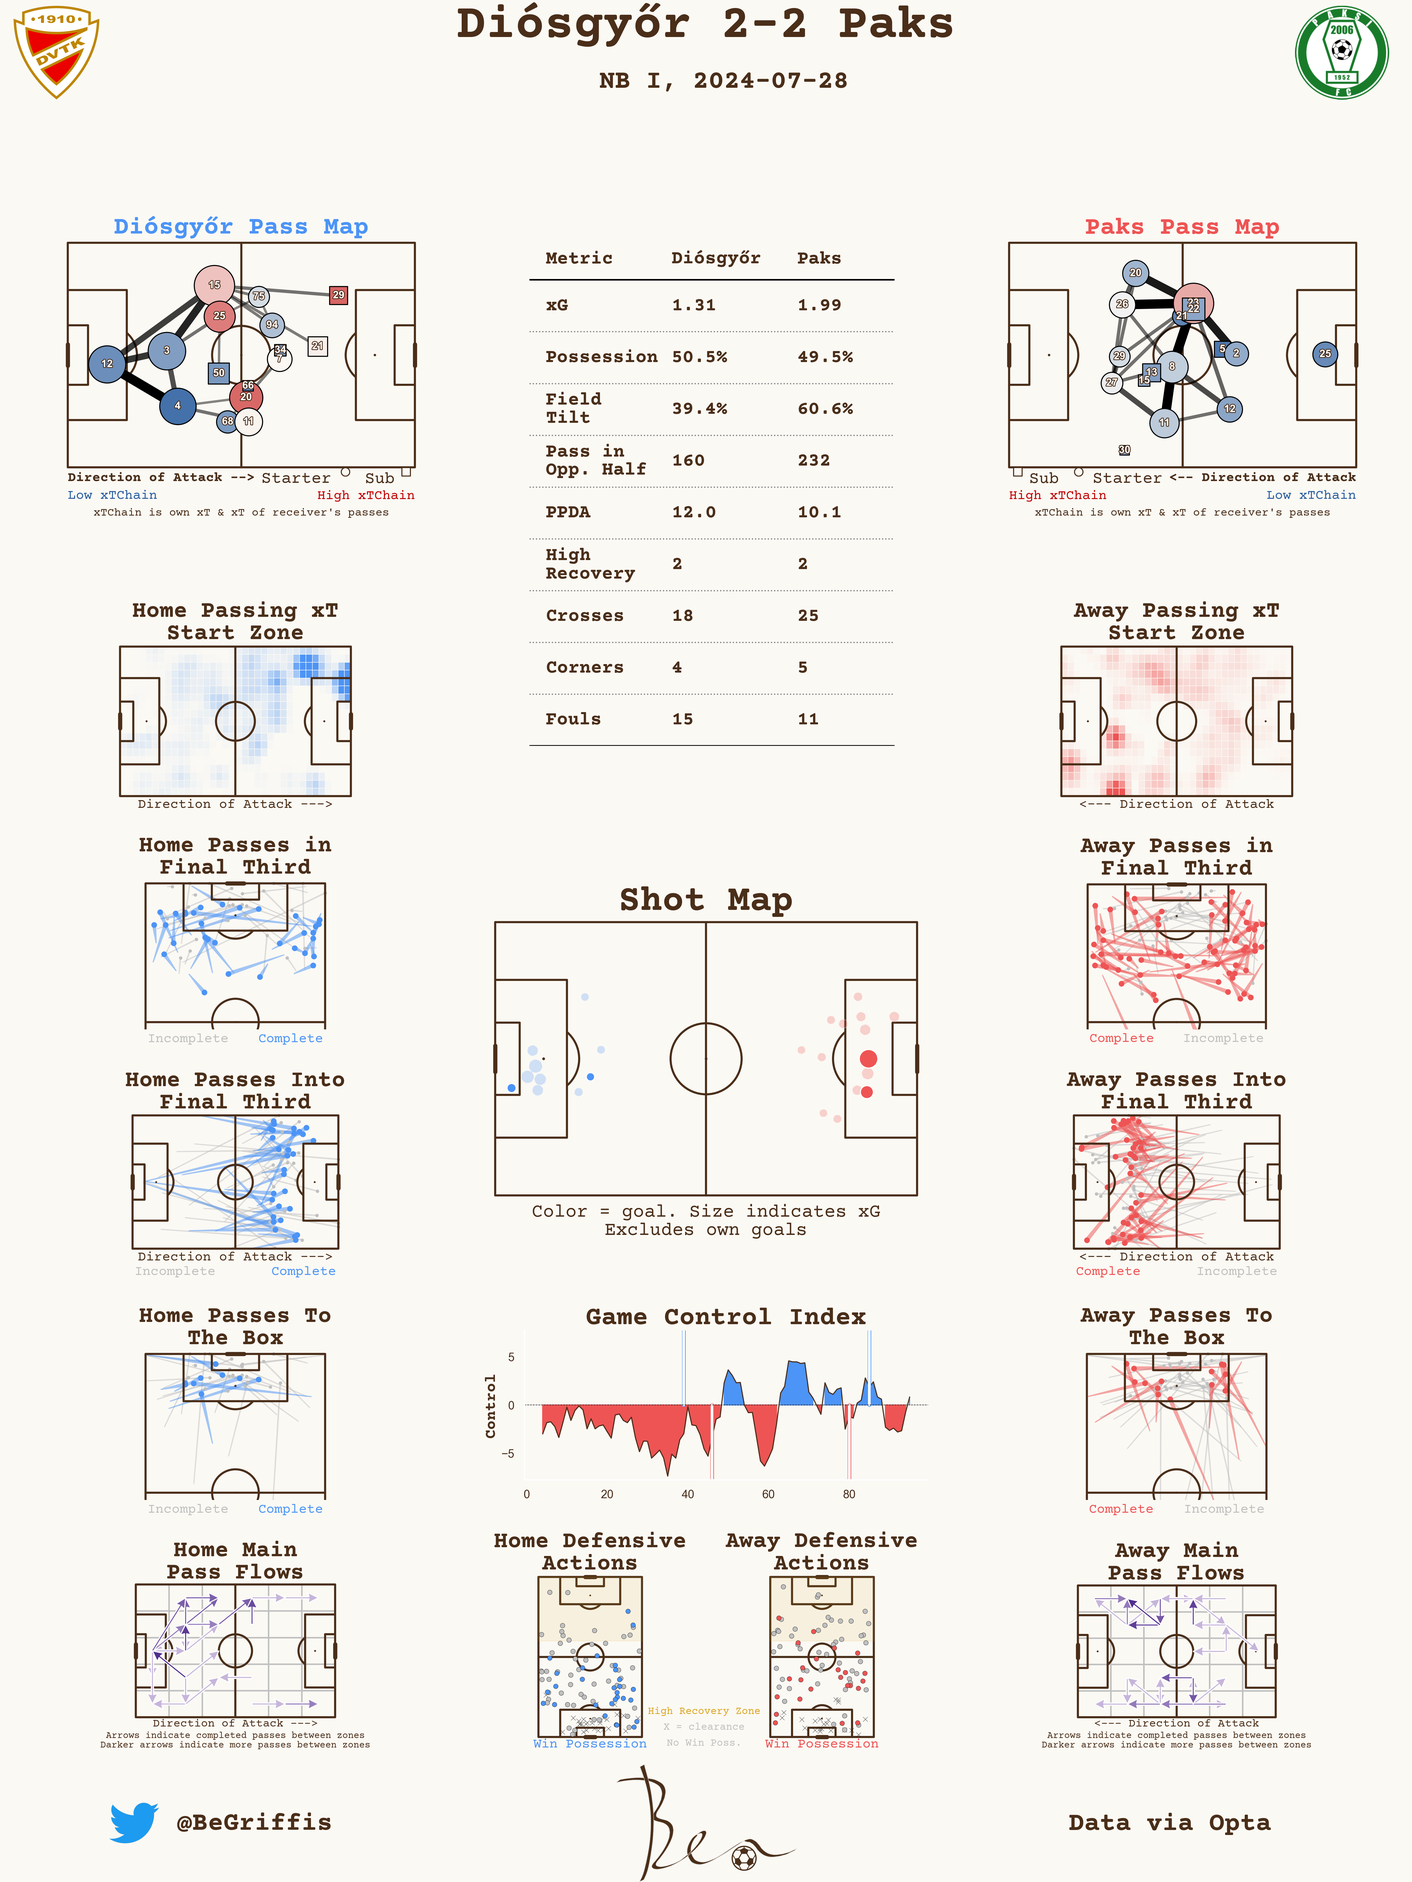 Diósgyőr 2-2 Paks
NB I, 2024-07-28
1910
DVTK
PAKSI
2006
1952
FC
Diósgyőr Pass Map
15
29
75
25
94
34
21
7
3
12
50
66
20
4
68
11
Direction of Attack --> Starter Sub
Low xTChain High xTChain
xTChain is own xT & xT of receiver's passes
Metric Diósgyőr Paks
xG 1.31 1.99
Possession 50.5% 49.5%
Field
Tilt 39.4% 60.6%
Pass in
Opp. Half 160 232
PPDA 12.0 10.1
High
Recovery 2 2
Crosses 18 25
Corners 4 5
Fouls 15 11
Paks Pass Map
20
26
23
22
21
5
2
25
29
8
13
15
27
12
11
30
Sub Starter <-- Direction of Attack
High xTChain Low xTChain
xTChain is own xT & xT of receiver's passes
Home Passing xT
Start Zone
Direction of Attack --->
Away Passing xT
Start Zone
<--- Direction of Attack
Home Passes in
Final Third
Incomplete Complete
Away Passes in
Final Third
Complete Incomplete
Shot Map
Color = goal. Size indicates xG
Excludes own goals
Home Passes Into
Final Third
Direction of Attack --->
Incomplete Complete
Away Passes Into
Final Third
<--- Direction of Attack
Complete Incomplete
Home Passes To
The Box
Incomplete Complete
Game Control Index
Control
5
0
−5
0 20 40 60 80
Away Passes To
The Box
Complete Incomplete
Home Main
Pass Flows
Direction of Attack --->
Arrows indicate completed passes between zones
Darker arrows indicate more passes between zones
Home Defensive
Actions
Win Possession
Away Defensive
Actions
Win Possession
High Recovery Zone
X = clearance
No Win Poss.
Away Main
Pass Flows
<--- Direction of Attack
Arrows indicate completed passes between zones
Darker arrows indicate more passes between zones
@BeGriffis
Ben
Data via Opta